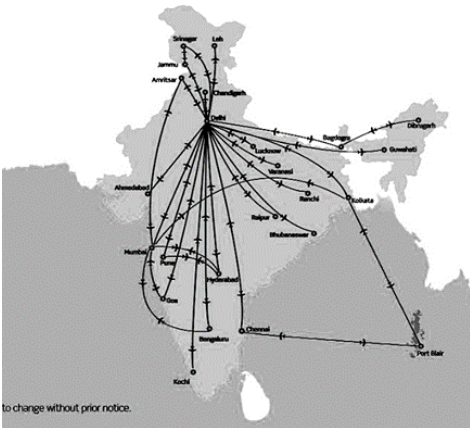 Srinagar
Leh
Jammu
Amritsar
Chandigarh
Delhi
Bagdogra
Dibrugarh
Lucknow
Guwahati
Varanasi
Ahmedabad
Ranchi
Kolkata
Raipur
Bhubaneswar
Mumbai
Pune
Hyderabad
Goa
Chennai
Bengaluru
Port Blair
Kochi
to change without prior notice.